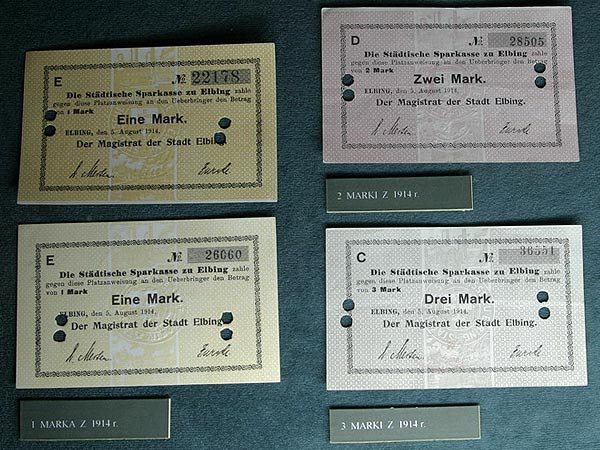 E № 22178
Die Städtische Sparkasse zu Elbing zahle
gegen diese Platzanweisung an den Ueberbringer den Betrag
von 1 Mark
Eine Mark.
ELBING, den 5. August 1914.
Der Magistrat der Stadt Elbing.
D № 28505
Die Städtische Sparkasse zu Elbing zahle
gegen diese Platzanweisung an den Ueberbringer den Betrag
von 2 Mark
Zwei Mark.
ELBING, den 5. August 1914.
Der Magistrat der Stadt Elbing.
2 MARKI Z 1914 r.
E № 26060
Die Städtische Sparkasse zu Elbing zahle
gegen diese Platzanweisung an den Ueberbringer den Betrag
von 1 Mark
Eine Mark.
ELBING, den 5. August 1914.
Der Magistrat der Stadt Elbing
1 MARKA Z 1914 r.
C № 36551
Die Städtische Sparkasse zu Elbing zahle
gegen diese Platzanweisung an den Ueberbringer den Betrag
von 3 Mark
Drei Mark.
ELBING, den 5. August 1914.
Der Magistrat der Stadt Elbing.
3 MARKI Z 1914 r.